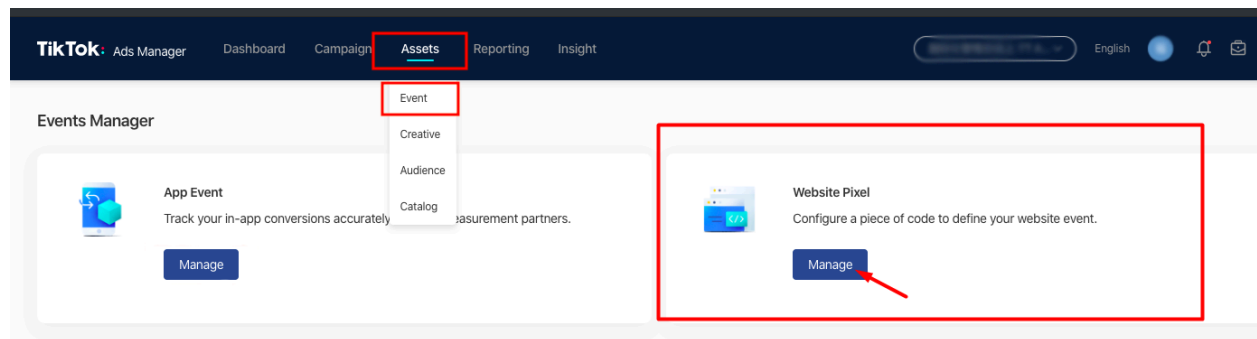 TikTok: Ads Manager Dashboard Campaign Assets Reporting Insight English
Event
Creative
Audience
Catalog
Events Manager
App Event
Track your in-app conversions accurately easurement partners.
Manage
Website Pixel
Configure a piece of code to define your website event.
Manage